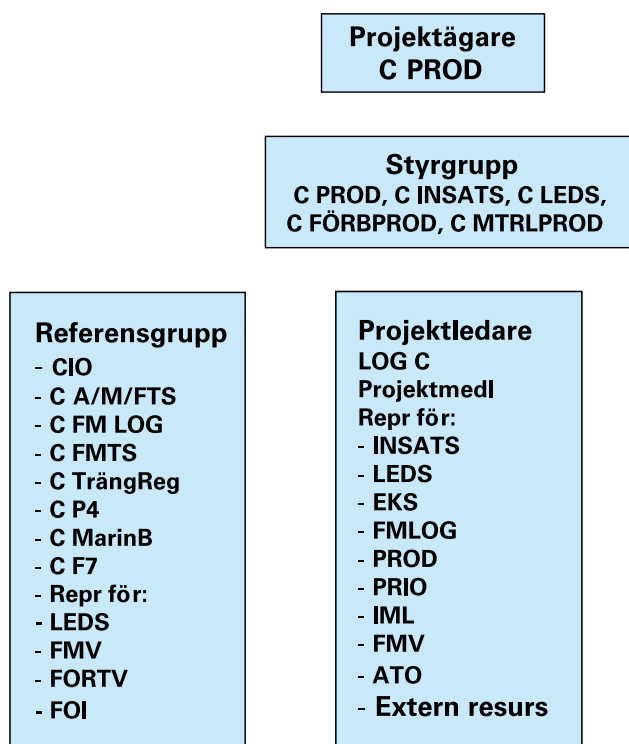 Projektägare
C PROD
Styrgrupp
C PROD, C INSATS, C LEDS,
C FÖRBPROD, C MTRLPROD
Referensgrupp
- CIO
- C A/M/FTS
- C FM LOG
- C FMTS
- C TrängReg
- C P4
- C MarinB
- C F7
- Repr för:
- LEDS
- FMV
- FORTV
- FOI
Projektledare
LOG C
Projektmedl
Repr för:
- INSATS
- LEDS
- EKS
- FMLOG
- PROD
- PRIO
- IML
- FMV
- ATO
- Extern resurs